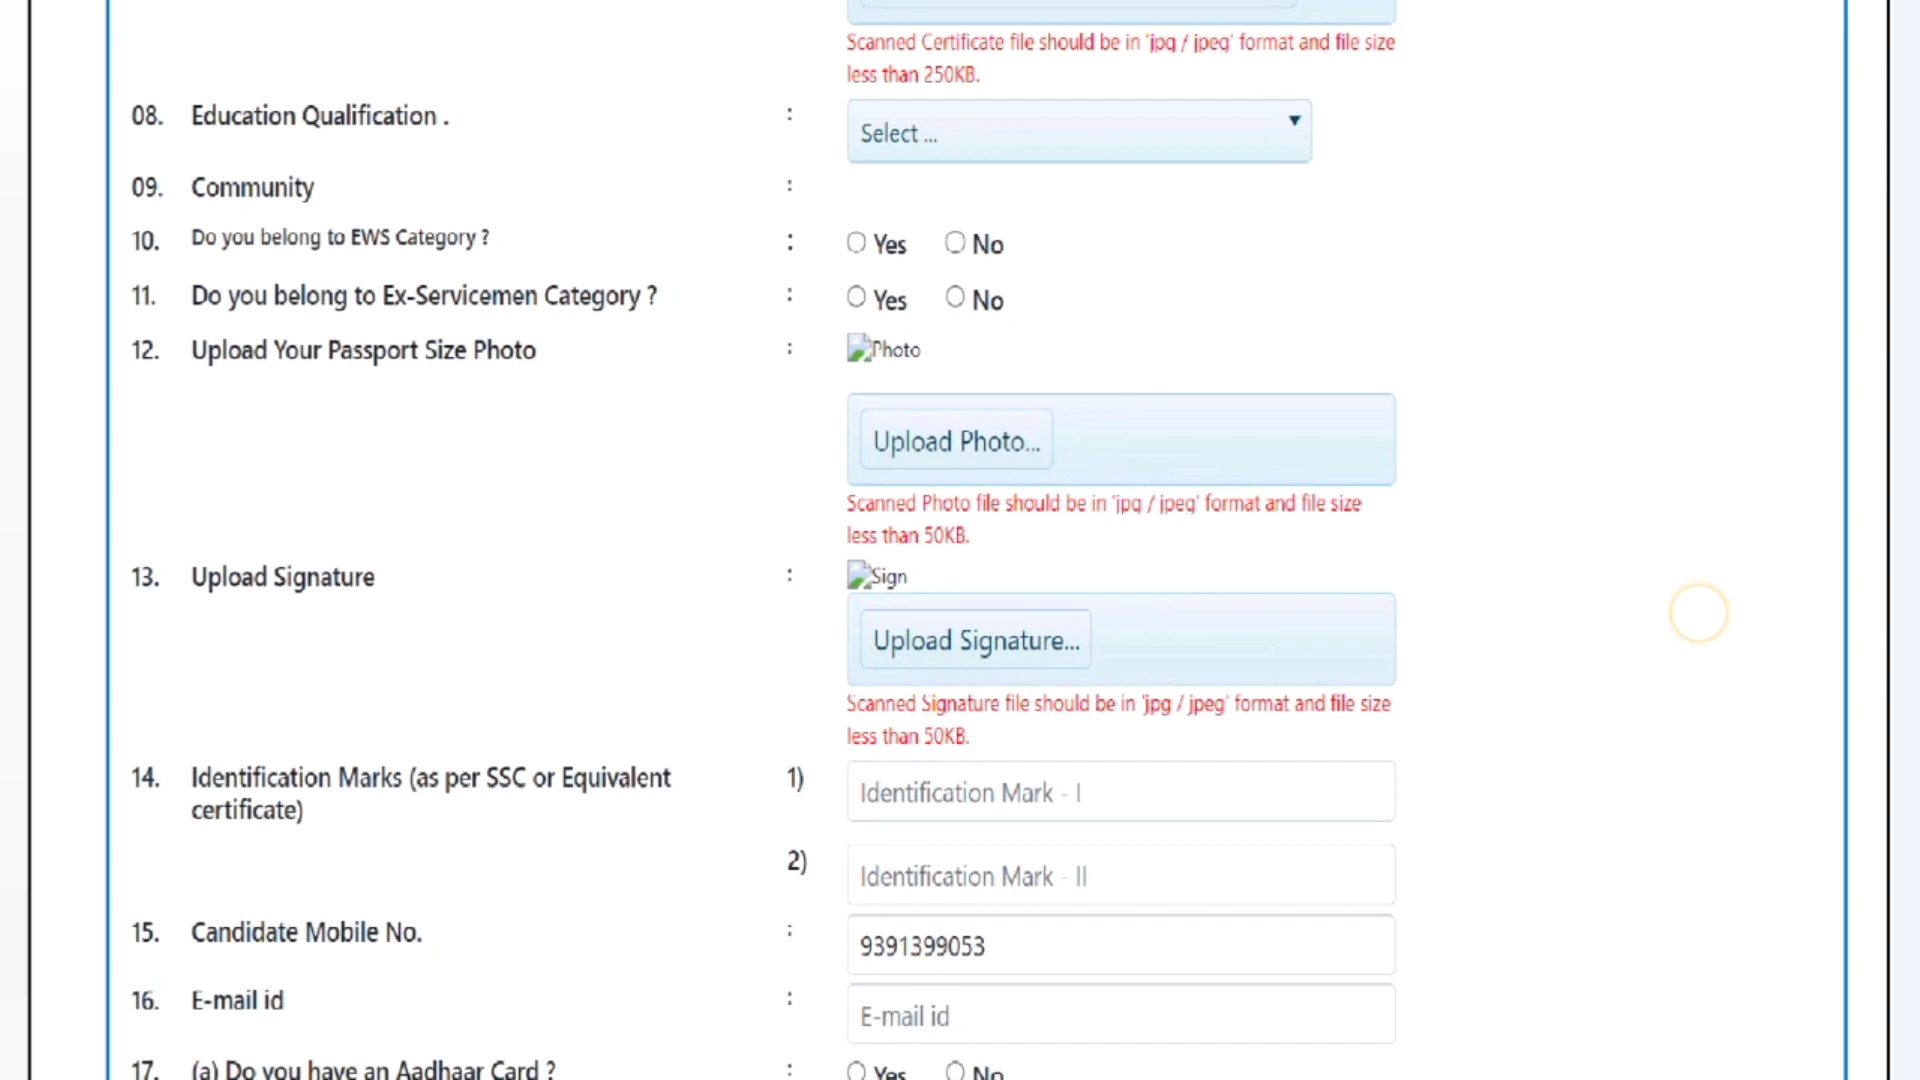 Scanned Certificate file should be in 'jpg / jpeg' format and file size
less than 250KB.
08. Education Qualification . : Select ...
09. Community :
10. Do you belong to EWS Category ? : Yes No
11. Do you belong to Ex-Servicemen Category ? : Yes No
12. Upload Your Passport Size Photo : Photo
Upload Photo...
Scanned Photo file should be in 'jpg / jpeg' format and file size
less than 50KB.
13. Upload Signature : Sign
Upload Signature...
Scanned Signature file should be in 'jpg / jpeg' format and file size
less than 50KB.
14. Identification Marks (as per SSC or Equivalent 1) Identification Mark - I
certificate)
2) Identification Mark - II
15. Candidate Mobile No. : 9391399053
16. E-mail id : E-mail id
17. (a) Do you have an Aadhaar Card ? : Yes No